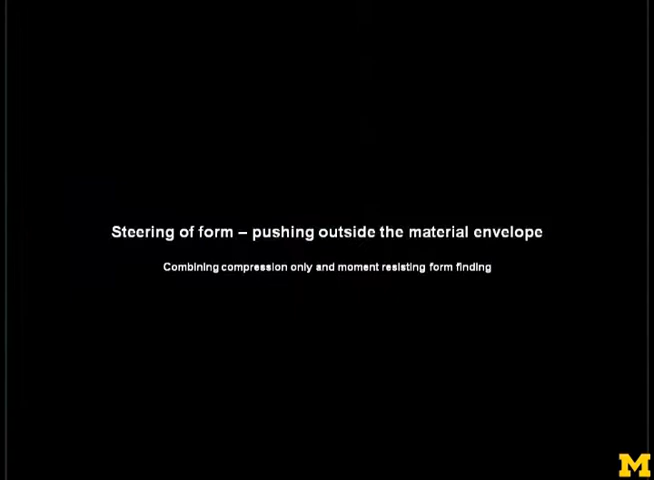 Steering of form – pushing outside the material envelope
Combining compression only and moment resisting form finding
M